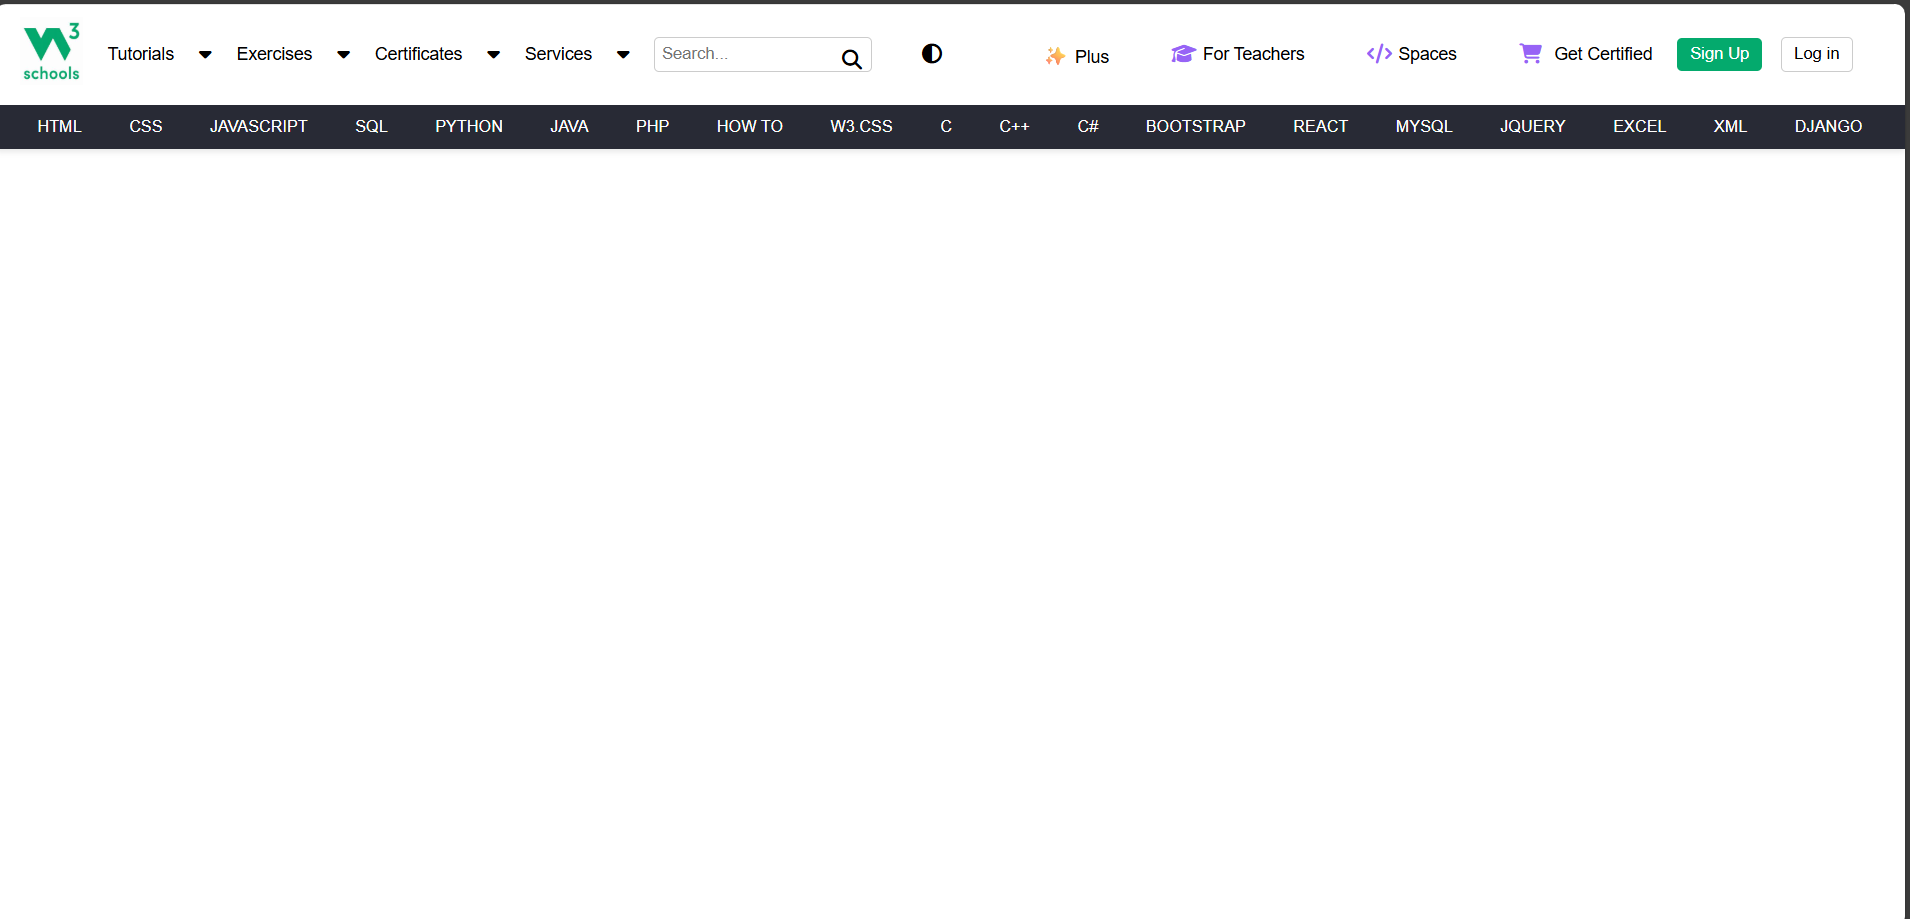 W3 schools
Tutorials Exercises Certificates Services Search... Plus For Teachers </> Spaces Get Certified Sign Up Log in
HTML CSS JAVASCRIPT SQL PYTHON JAVA PHP HOW TO W3.CSS C C++ C# BOOTSTRAP REACT MYSQL JQUERY EXCEL XML DJANGO